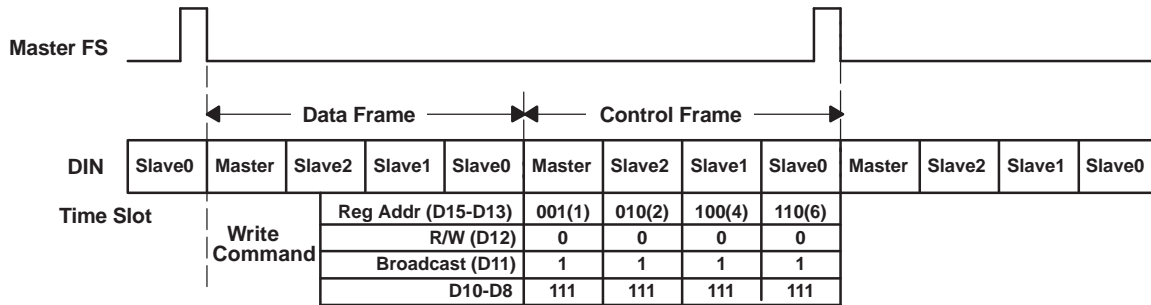 Master FS
Data Frame Control Frame
DIN Slave0 Master Slave2 Slave1 Slave0 Master Slave2 Slave1 Slave0 Master Slave2 Slave1 Slave0
Time Slot
Write
Command
Reg Addr (D15-D13) 001(1) 010(2) 100(4) 110(6)
R/W (D12) 0 0 0 0
Broadcast (D11) 1 1 1 1
D10-D8 111 111 111 111